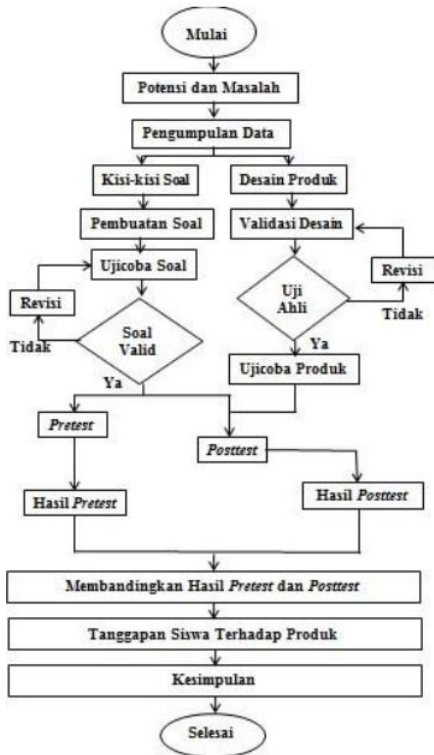 Mulai
Potensi dan Masalah
Pengumpulan Data
Kisi-kisi Soal
Desain Produk
Pembuatan Soal
Validasi Desain
Ujicoba Soal
Revisi
Revisi
Uji
Ahli
Tidak
Soal
Valid
Tidak
Ya
Ujicoba Produk
Ya
Pretest
Posttest
Hasil Pretest
Hasil Posttest
Membandingkan Hasil Pretest dan Posttest
Tanggapan Siswa Terhadap Produk
Kesimpulan
Selesai